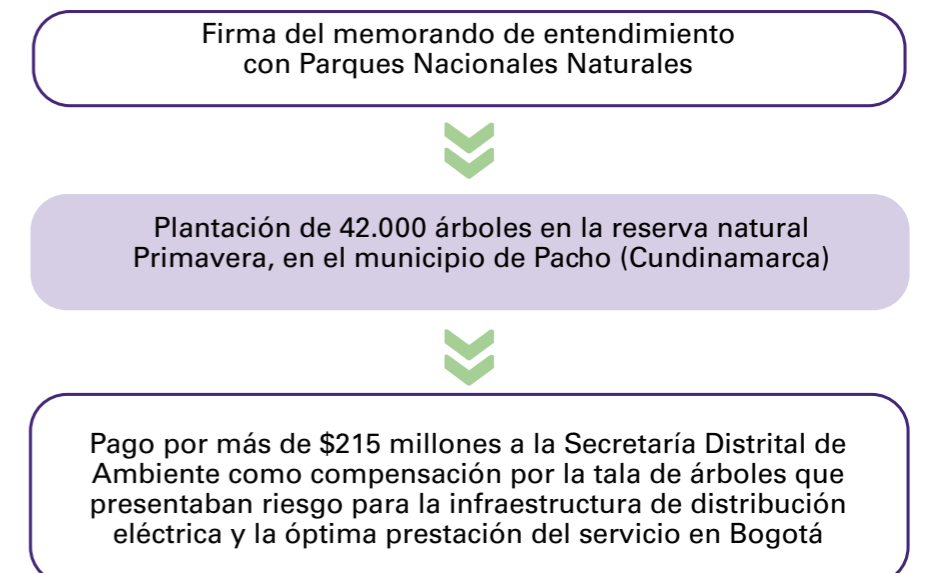 Firma del memorando de entendimiento
con Parques Nacionales Naturales
Plantación de 42.000 árboles en la reserva natural
Primavera, en el municipio de Pacho (Cundinamarca)
Pago por más de $215 millones a la Secretaría Distrital de
Ambiente como compensación por la tala de árboles que
presentaban riesgo para la infraestructura de distribución
eléctrica y la óptima prestación del servicio en Bogotá